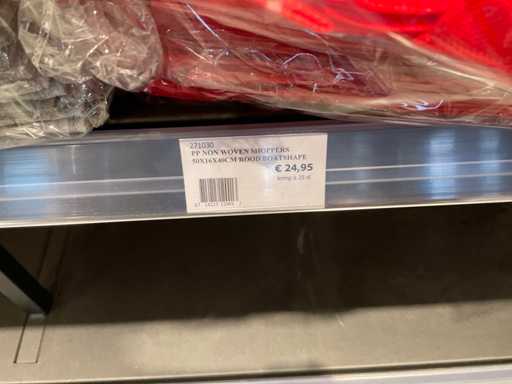 271030
PP NON WOVEN SHOPPERS
50X16X40CM ROOD BOATSHAPE
€ 24,95